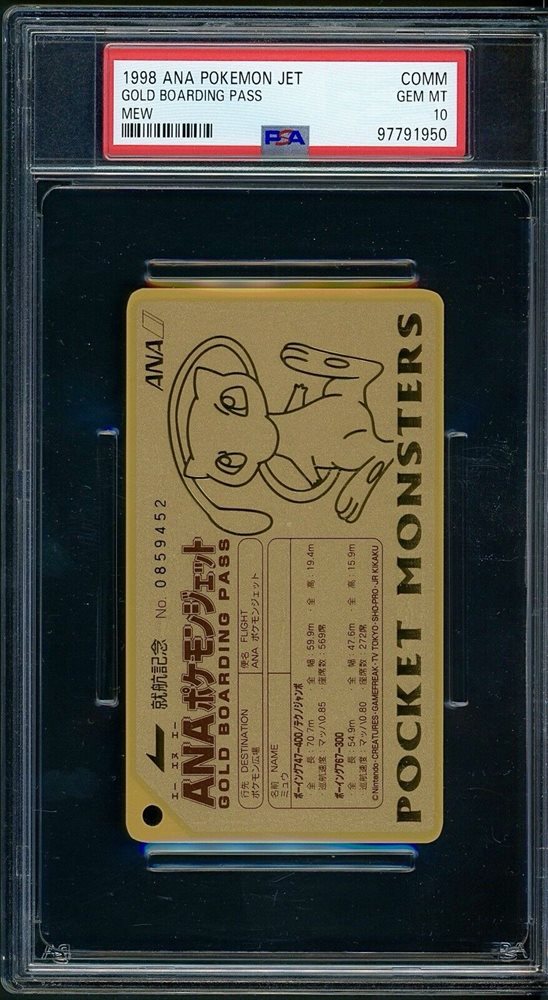 1998 ANA POKEMON JET
COMM
GOLD BOARDING PASS
GEM MT
MEW
10
PSA
97791950
ANA
就航記念 No. 0859452
エー エヌ エー
ANAポケモンジェット
GOLD BOARDING PASS
行先 DESTINATION
ポケモン広場
便名 FLIGHT
ANA ポケモンジェット
名前 NAME
ミュウ
ボーイング747-400/テクノジャンボ
・全 長：70.7m ・全 幅：59.9m ・全 高：19.4m
・巡航速度：マッハ0.85 ・座席数：569席
ボーイング767-300
・全 長：54.9m ・全 幅：47.6m ・全 高：15.9m
・巡航速度：マッハ0.80 ・座席数：272席
©Nintendo・CREATURES・GAMEFREAK・TV TOKYO・SHO-PRO・JR KIKAKU
POCKET MONSTERS